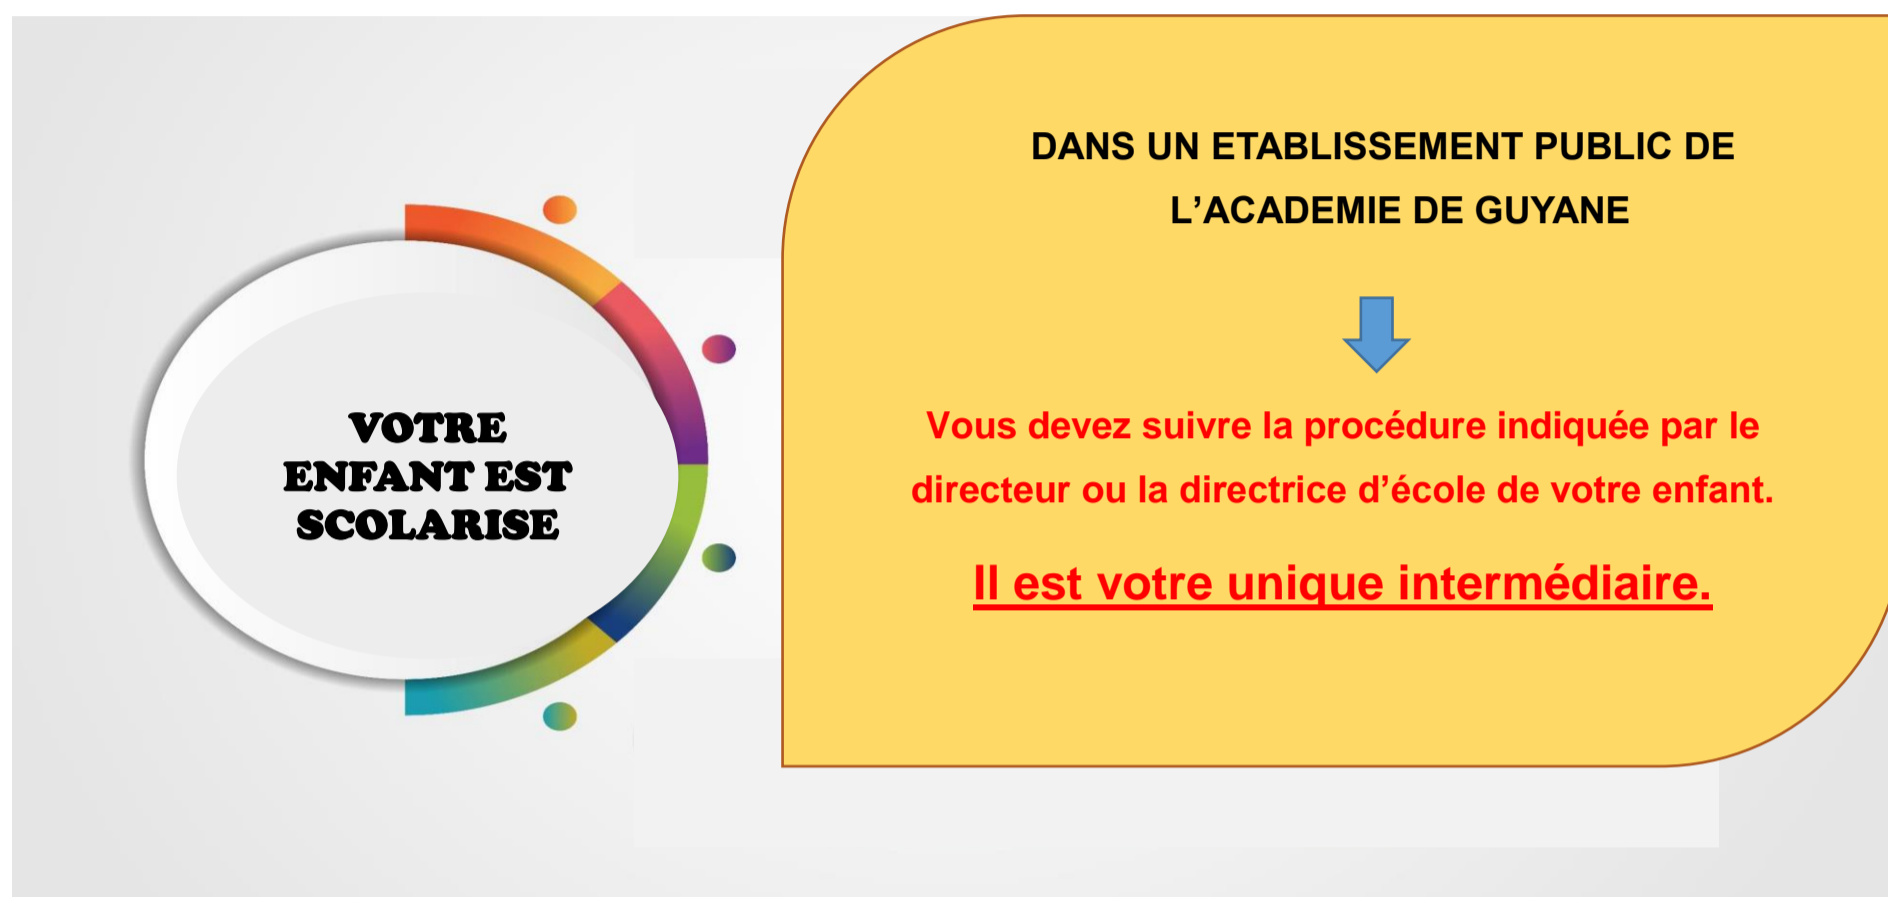 VOTRE
ENFANT EST
SCOLARISE
DANS UN ETABLISSEMENT PUBLIC DE
L’ACADEMIE DE GUYANE
Vous devez suivre la procédure indiquée par le
directeur ou la directrice d’école de votre enfant.
Il est votre unique intermédiaire.